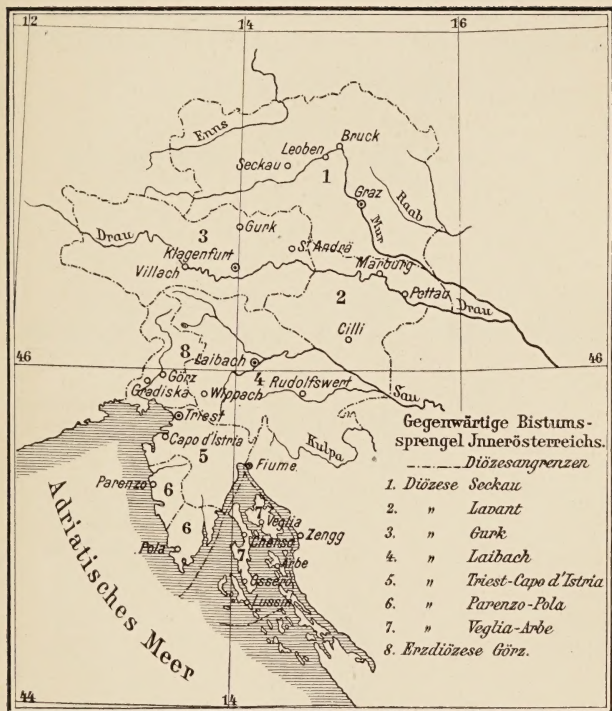 12
14
16
Enns
Bruck
Leoben
Seckau
1
Graz
Raab
Mur
3
Gurk
Drau
St. Andrä
Klagenfurt
Villach
Marburg
2
Pettau
Drau
Cilli
8
46
46
Laibach
4
Görz
Gradiska
Wippach
Rudolfswert
Sau
Triest
Capo d'Istria
5
Kulpa
Fiume
Parenzo
6
6
7
Veglia
Cherso
Zengg
Pola
7
Arbe
Ossero
Lussin
Adriatisches Meer
Gegenwärtige Bistums-
sprengel Jnnerösterreichs.
Diözesangrenzen
1. Diözese Seckau
2. " Lavant
3. " Gurk
4. " Laibach
5. " Triest-Capo d'Istria
6. " Parenzo-Pola
7. " Veglia-Arbe
8. Erzdiözese Görz.
44
14
44